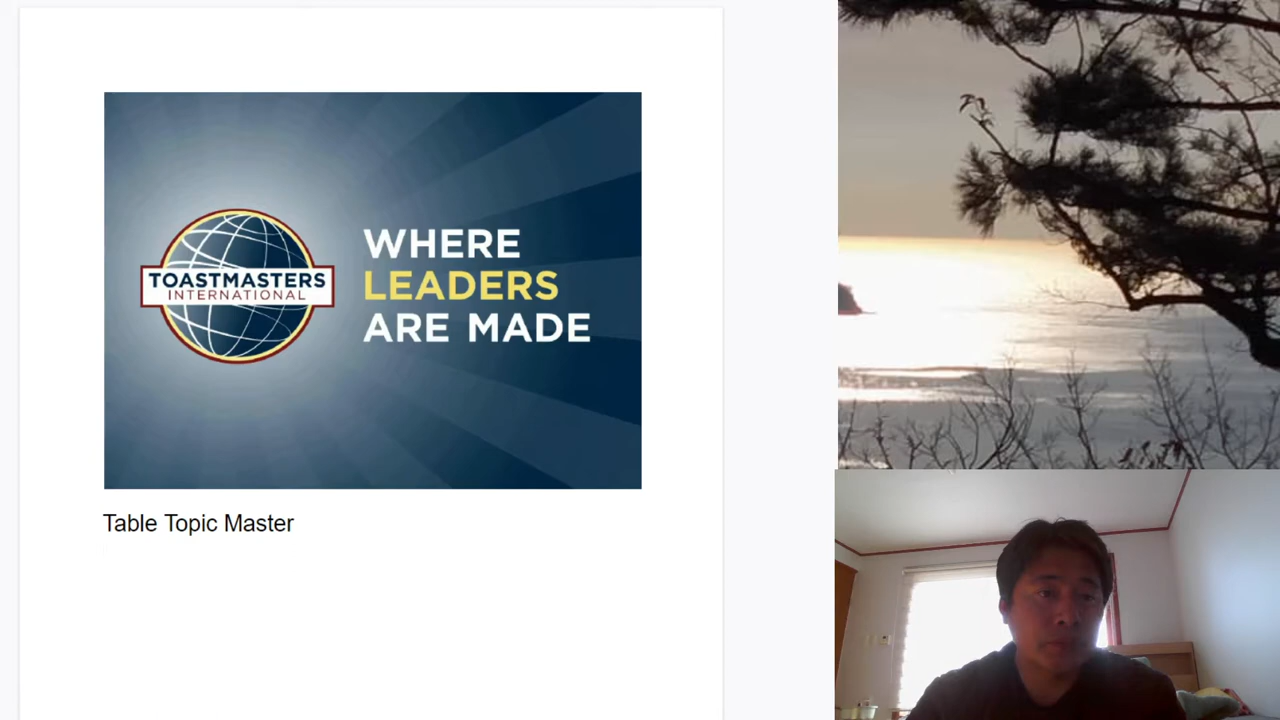 TOASTMASTERS
INTERNATIONAL
WHERE
LEADERS
ARE MADE
Table Topic Master